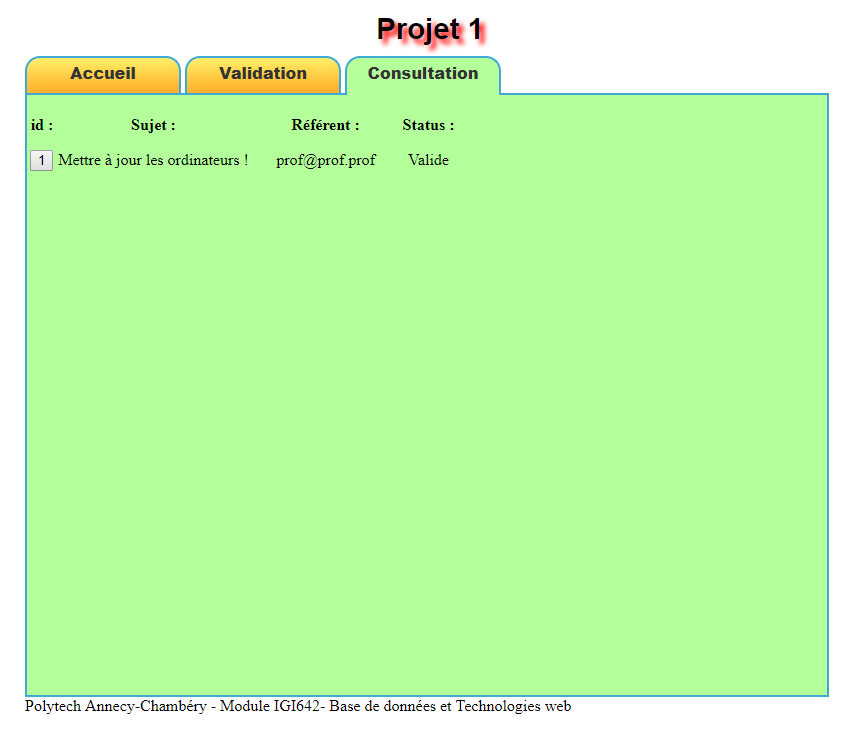 Projet 1
Accueil Validation Consultation
id : Sujet : Référent : Status :
1 Mettre à jour les ordinateurs ! prof@prof.prof Valide
Polytech Annecy-Chambéry - Module IGI642- Base de données et Technologies web